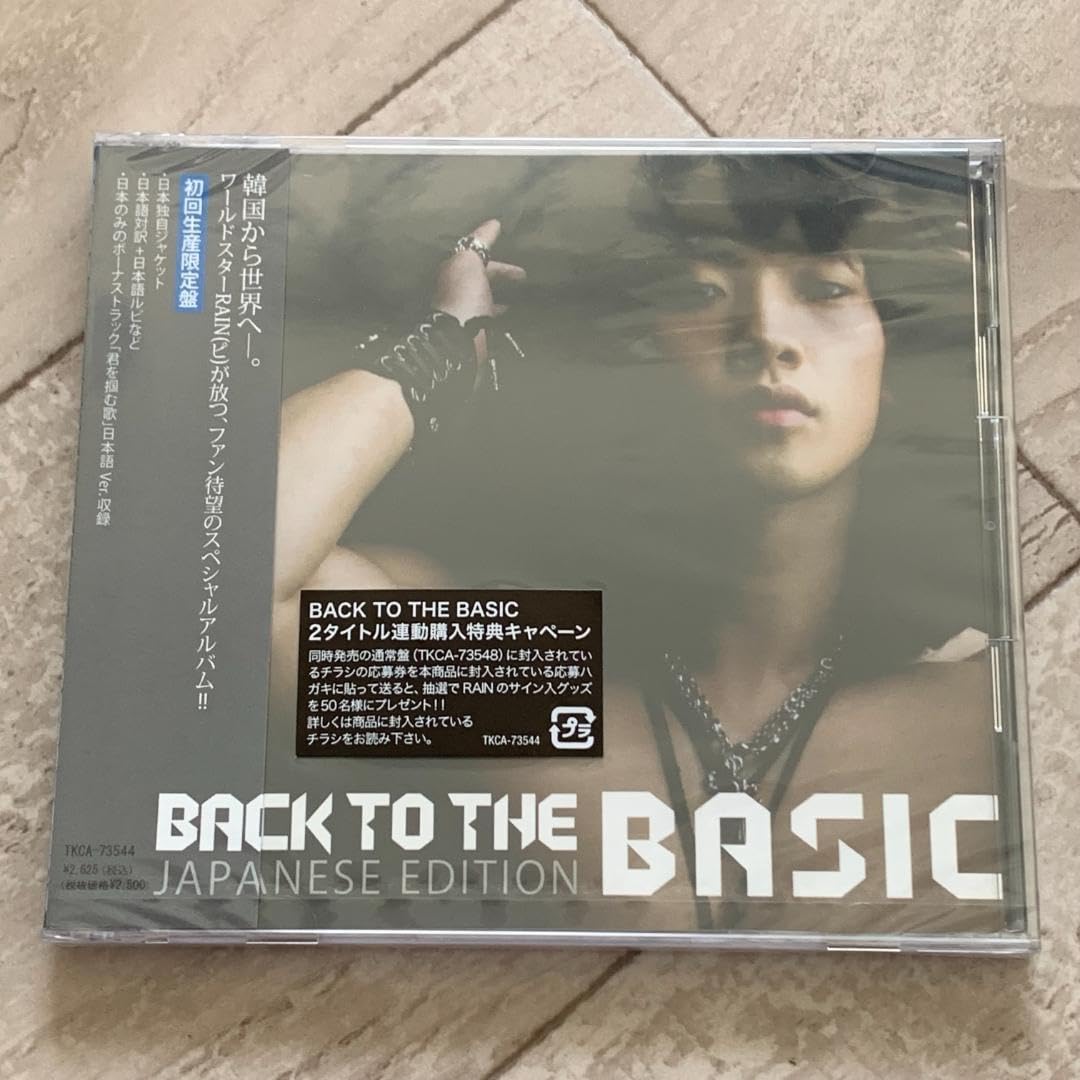 韓国から世界へ―。
ワールドスターRAIN(ピ)が放つ、ファン待望のスペシャルアルバム!!
初回生産限定盤
・日本独自ジャケット
・日本語対訳+日本語ルビなど
・日本のみのボーナストラック「君を掴む歌」日本語 Ver. 収録
BACK TO THE BASIC
2タイトル連動購入特典キャペーン
同時発売の通常盤(TKCA-73548)に封入されてい
るチラシの応募券を本商品に封入されている応募ハ
ガキに貼って送ると、抽選でRAINのサイン入グッズ
を50名様にプレゼント!!
詳しくは商品に封入されている
チラシをお読み下さい。
TKCA-73544
プラ
BACK TO THE BASIC
JAPANESE EDITION
TKCA-73544
¥2,625(税込)
(税抜価格¥2,500)